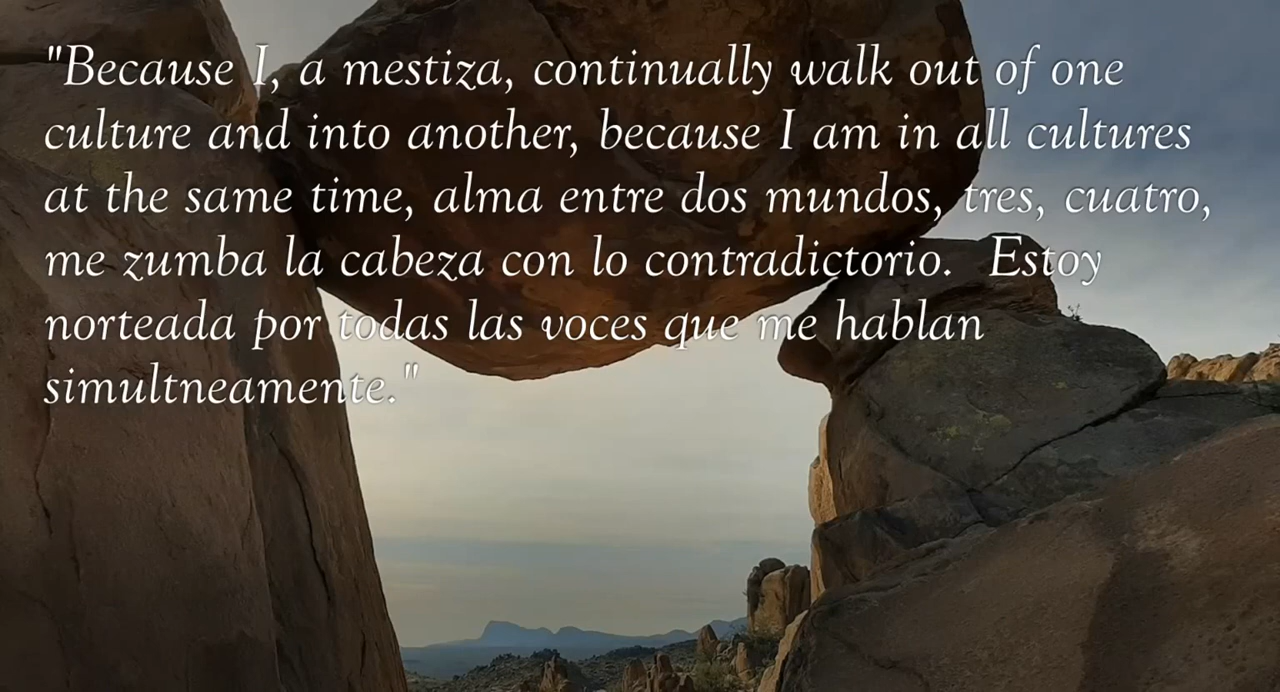 "Because I, a mestiza, continually walk out of one
culture and into another, because I am in all cultures
at the same time, alma entre dos mundos, tres, cuatro,
me zumba la cabeza con lo contradictorio.  Estoy
norteada por todas las voces que me hablan
simultneamente."